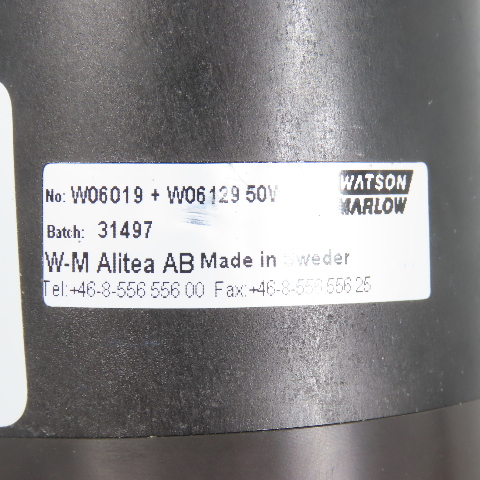 No: W06019 + W06129 50V
WATSON
MARLOW
Batch: 31497
W-M Alitea AB Made in Sweder
Tel:+46-8-556 556 00 Fax:+46-8-556 556 25